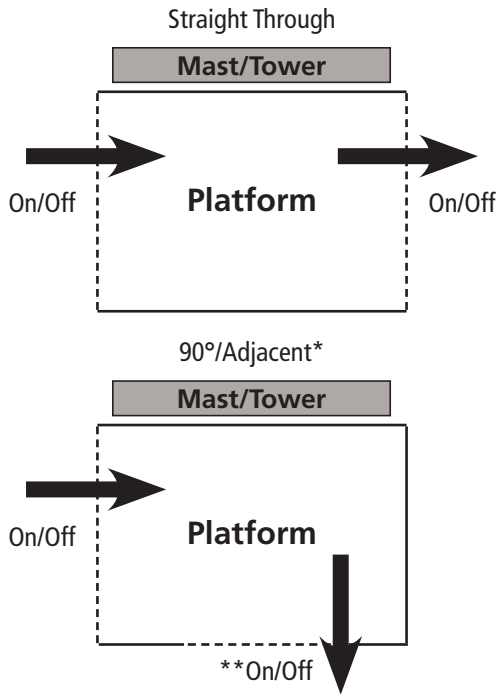 Straight Through
Mast/Tower
On/Off
Platform
On/Off
90°/Adjacent*
Mast/Tower
On/Off
Platform
**On/Off